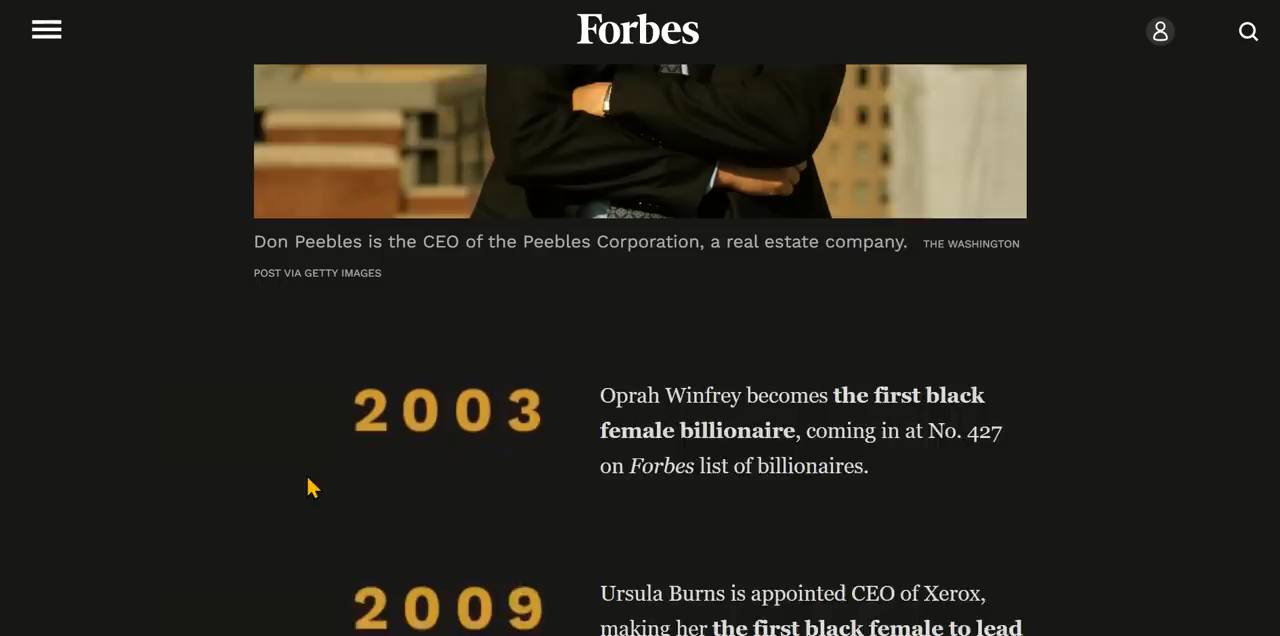 Forbes
Don Peebles is the CEO of the Peebles Corporation, a real estate company. THE WASHINGTON
POST VIA GETTY IMAGES
2003
Oprah Winfrey becomes the first black
female billionaire, coming in at No. 427
on Forbes list of billionaires.
2009
Ursula Burns is appointed CEO of Xerox,
making her the first black female to lead